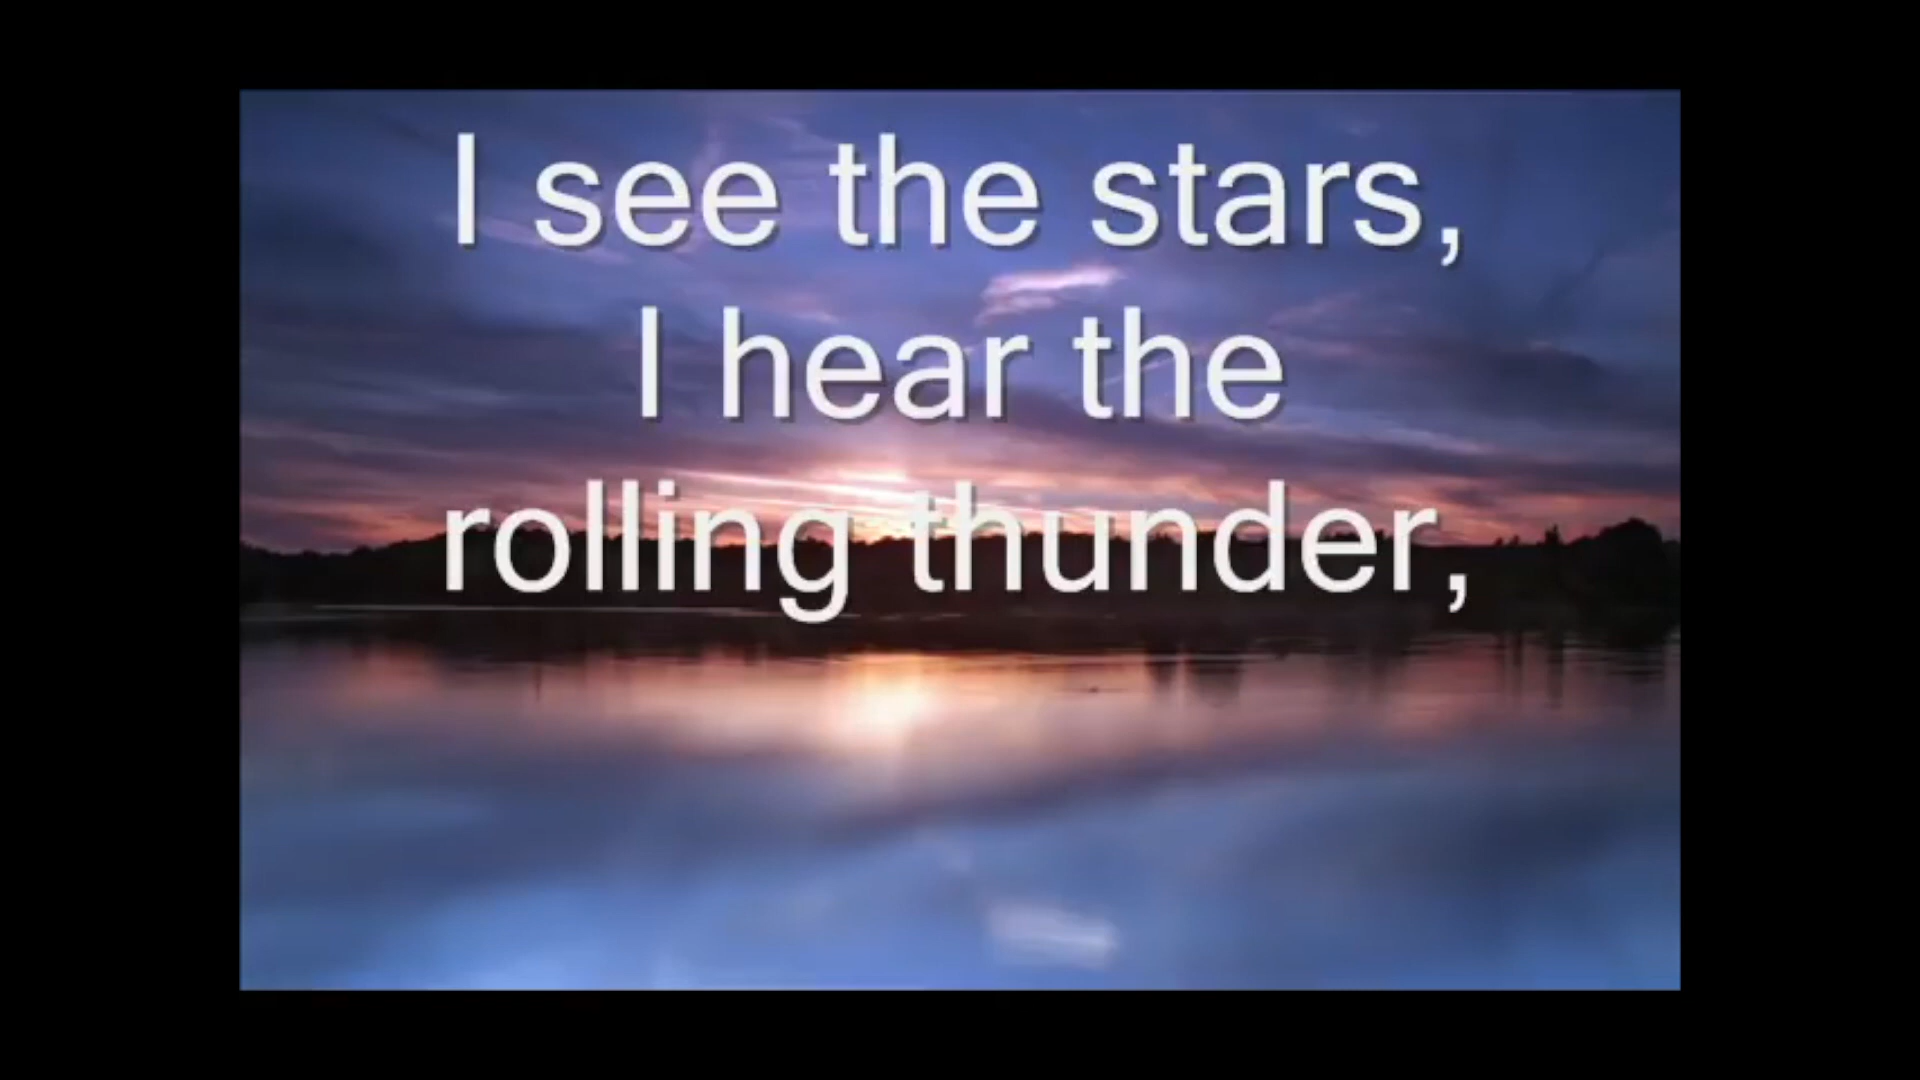 I see the stars,
I hear the
rolling thunder,